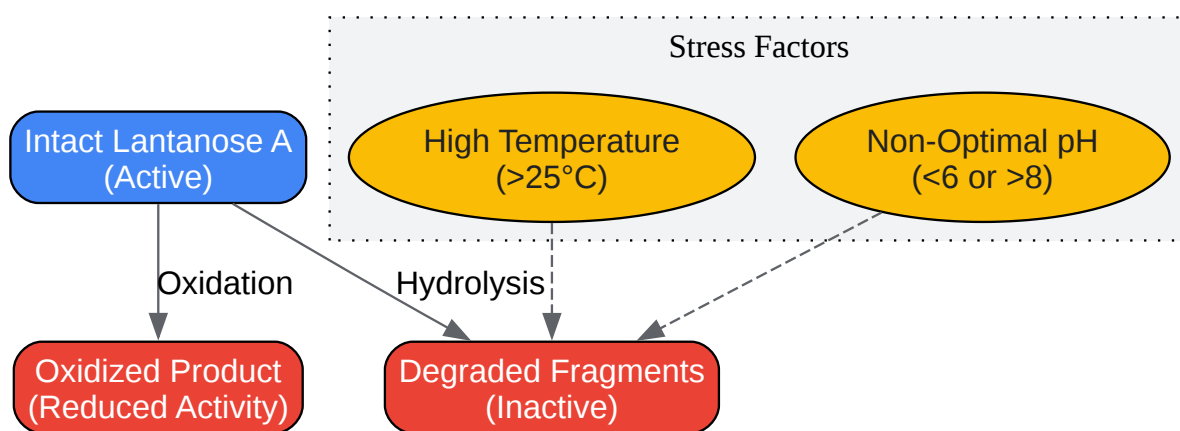 Stress Factors
Intact Lantanose A
(Active)
High Temperature
(>25°C)
Non-Optimal pH
(<6 or >8)
Oxidation
Hydrolysis
Oxidized Product
(Reduced Activity)
Degraded Fragments
(Inactive)